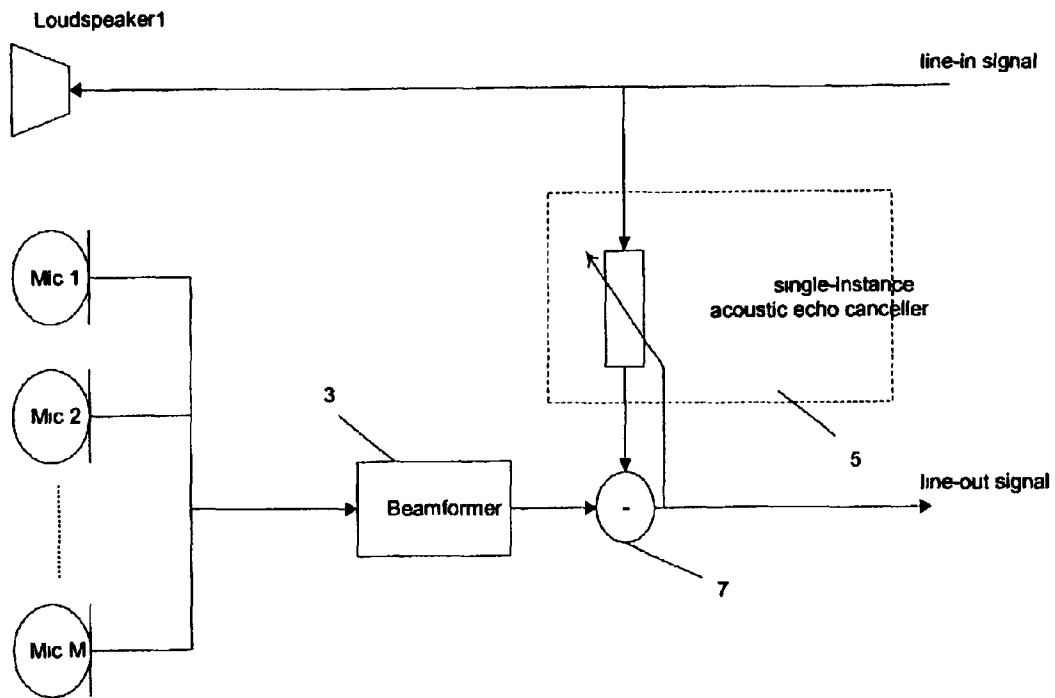 Loudspeaker1
line-in signal
Mic 1
single-instance
acoustic echo canceller
Mic 2
3
5
Beamformer
-
line-out signal
7
Mic M